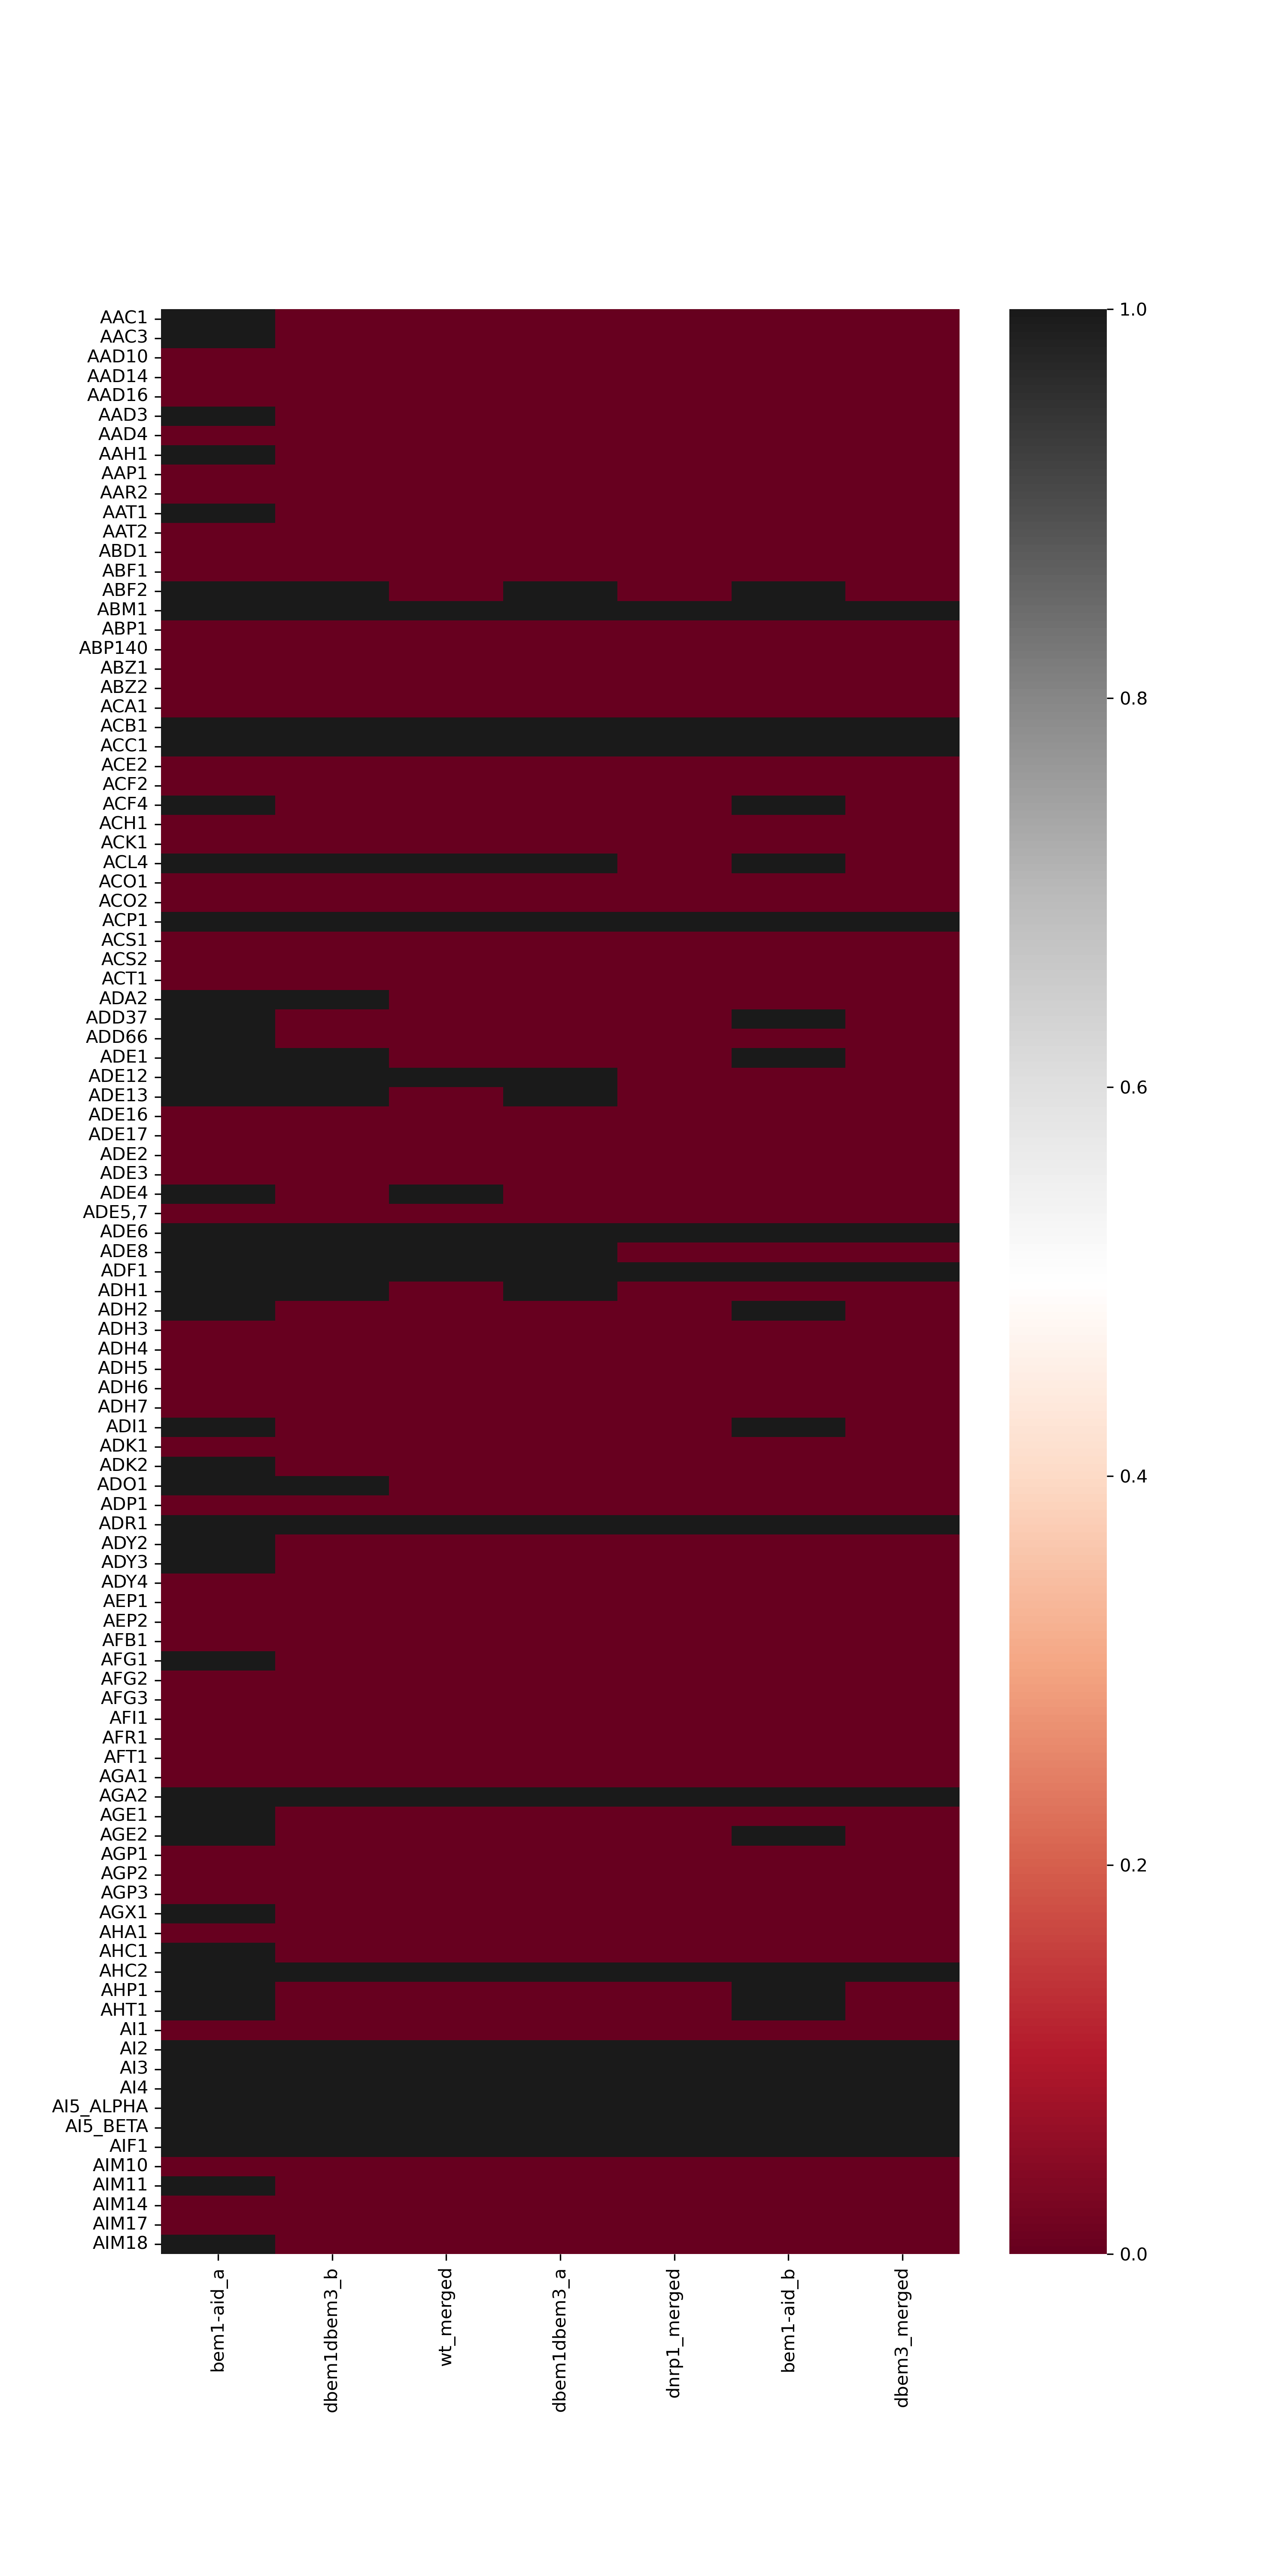 AAC1
AAC3
AAD10
AAD14
AAD16
AAD3
AAD4
AAH1
AAP1
AAR2
AAT1
AAT2
ABD1
ABF1
ABF2
ABM1
ABP1
ABP140
ABZ1
ABZ2
ACA1
ACB1
ACC1
ACE2
ACF2
ACF4
ACH1
ACK1
ACL4
ACO1
ACO2
ACP1
ACS1
ACS2
ACT1
ADA2
ADD37
ADD66
ADE1
ADE12
ADE13
ADE16
ADE17
ADE2
ADE3
ADE4
ADE5,7
ADE6
ADE8
ADF1
ADH1
ADH2
ADH3
ADH4
ADH5
ADH6
ADH7
ADI1
ADK1
ADK2
ADO1
ADP1
ADR1
ADY2
ADY3
ADY4
AEP1
AEP2
AFB1
AFG1
AFG2
AFG3
AFI1
AFR1
AFT1
AGA1
AGA2
AGE1
AGE2
AGP1
AGP2
AGP3
AGX1
AHA1
AHC1
AHC2
AHP1
AHT1
AI1
AI2
AI3
AI4
AI5_ALPHA
AI5_BETA
AIF1
AIM10
AIM11
AIM14
AIM17
AIM18
bem1-aid_a
dbem1dbem3_b
wt_merged
dbem1dbem3_a
dnrp1_merged
bem1-aid_b
dbem3_merged
1.0
0.8
0.6
0.4
0.2
0.0